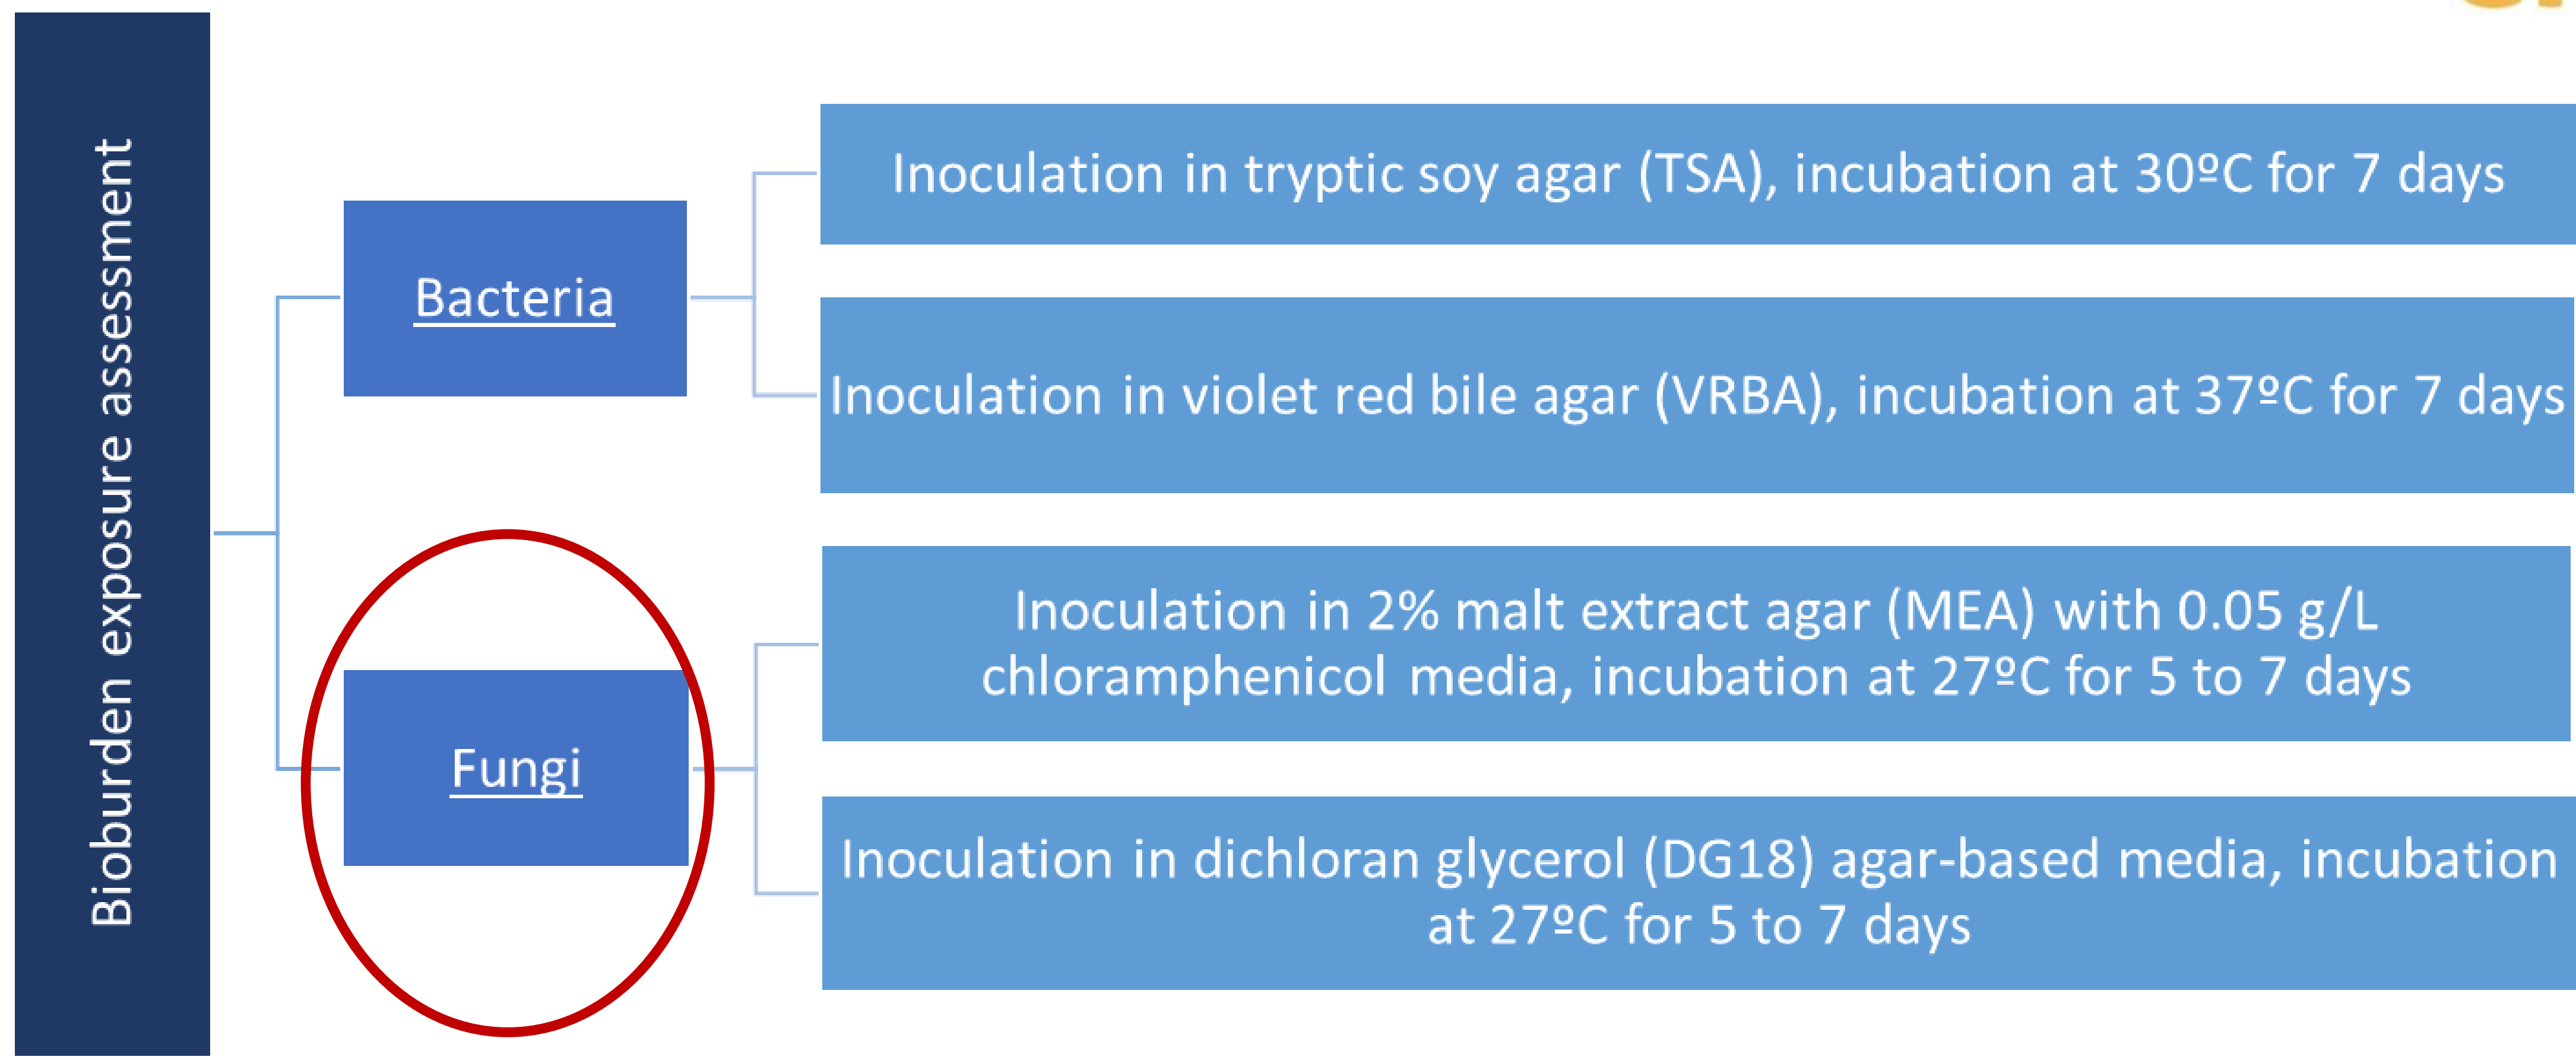 Bioburden exposure assessment
Bacteria
Inoculation in tryptic soy agar (TSA), incubation at 30ºC for 7 days
Inoculation in violet red bile agar (VRBA), incubation at 37ºC for 7 days
Fungi
Inoculation in 2% malt extract agar (MEA) with 0.05 g/L
chloramphenicol media, incubation at 27ºC for 5 to 7 days
Inoculation in dichloran glycerol (DG18) agar-based media, incubation
at 27ºC for 5 to 7 days